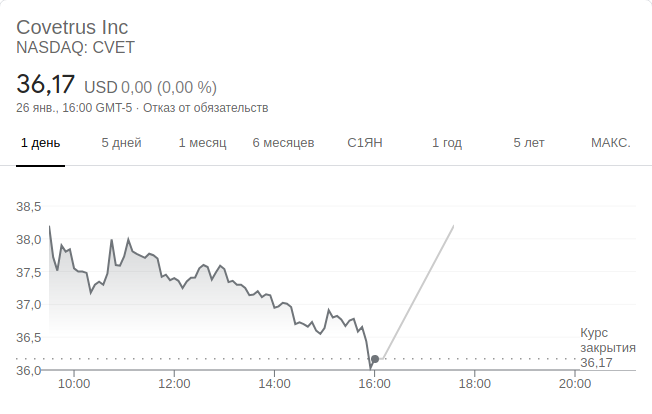 Covetrus Inc
NASDAQ: CVET
36,17 USD 0,00 (0,00 %)
26 янв., 16:00 GMT-5 · Отказ от обязательств
1 день 5 дней 1 месяц 6 месяцев С1ЯН 1 год 5 лет МАКС.
38,5
38,0
37,5
37,0
36,5
36,0
Курс
закрытия
36,17
10:00 12:00 14:00 16:00 18:00 20:00